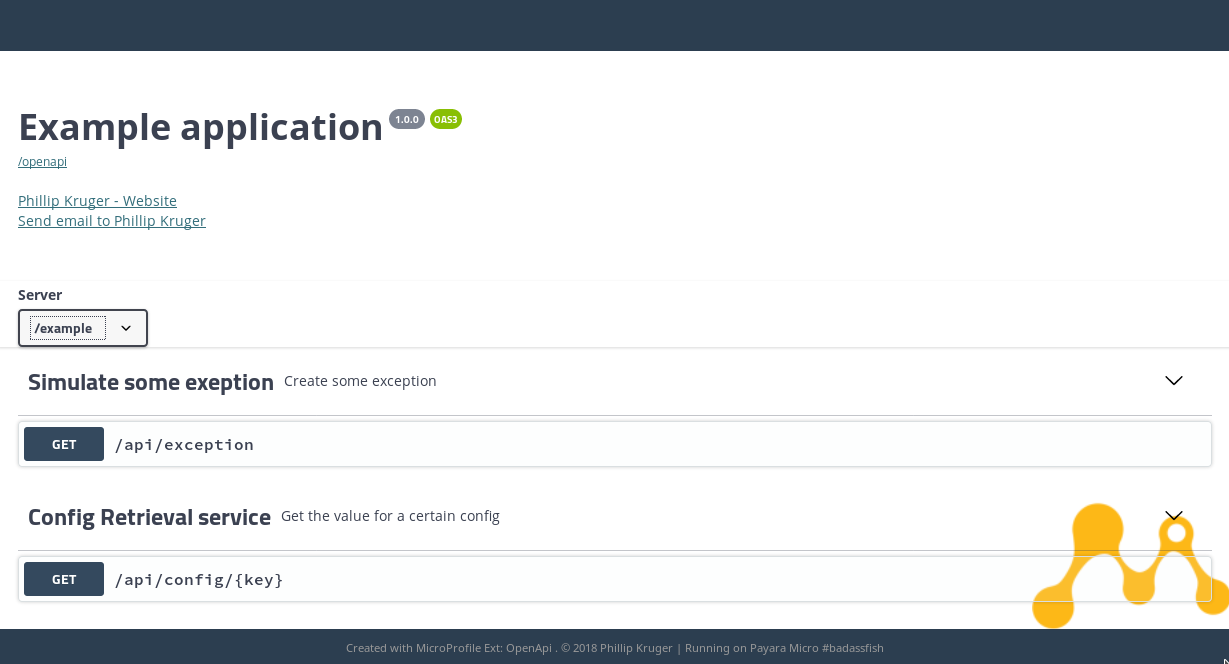 Example application 1.0.0 OAS3
/openapi
Phillip Kruger - Website
Send email to Phillip Kruger
Server
/example
Simulate some exeption Create some exception
GET /api/exception
Config Retrieval service Get the value for a certain config
GET /api/config/{key}
Created with MicroProfile Ext: OpenApi . © 2018 Phillip Kruger | Running on Payara Micro #badassfish